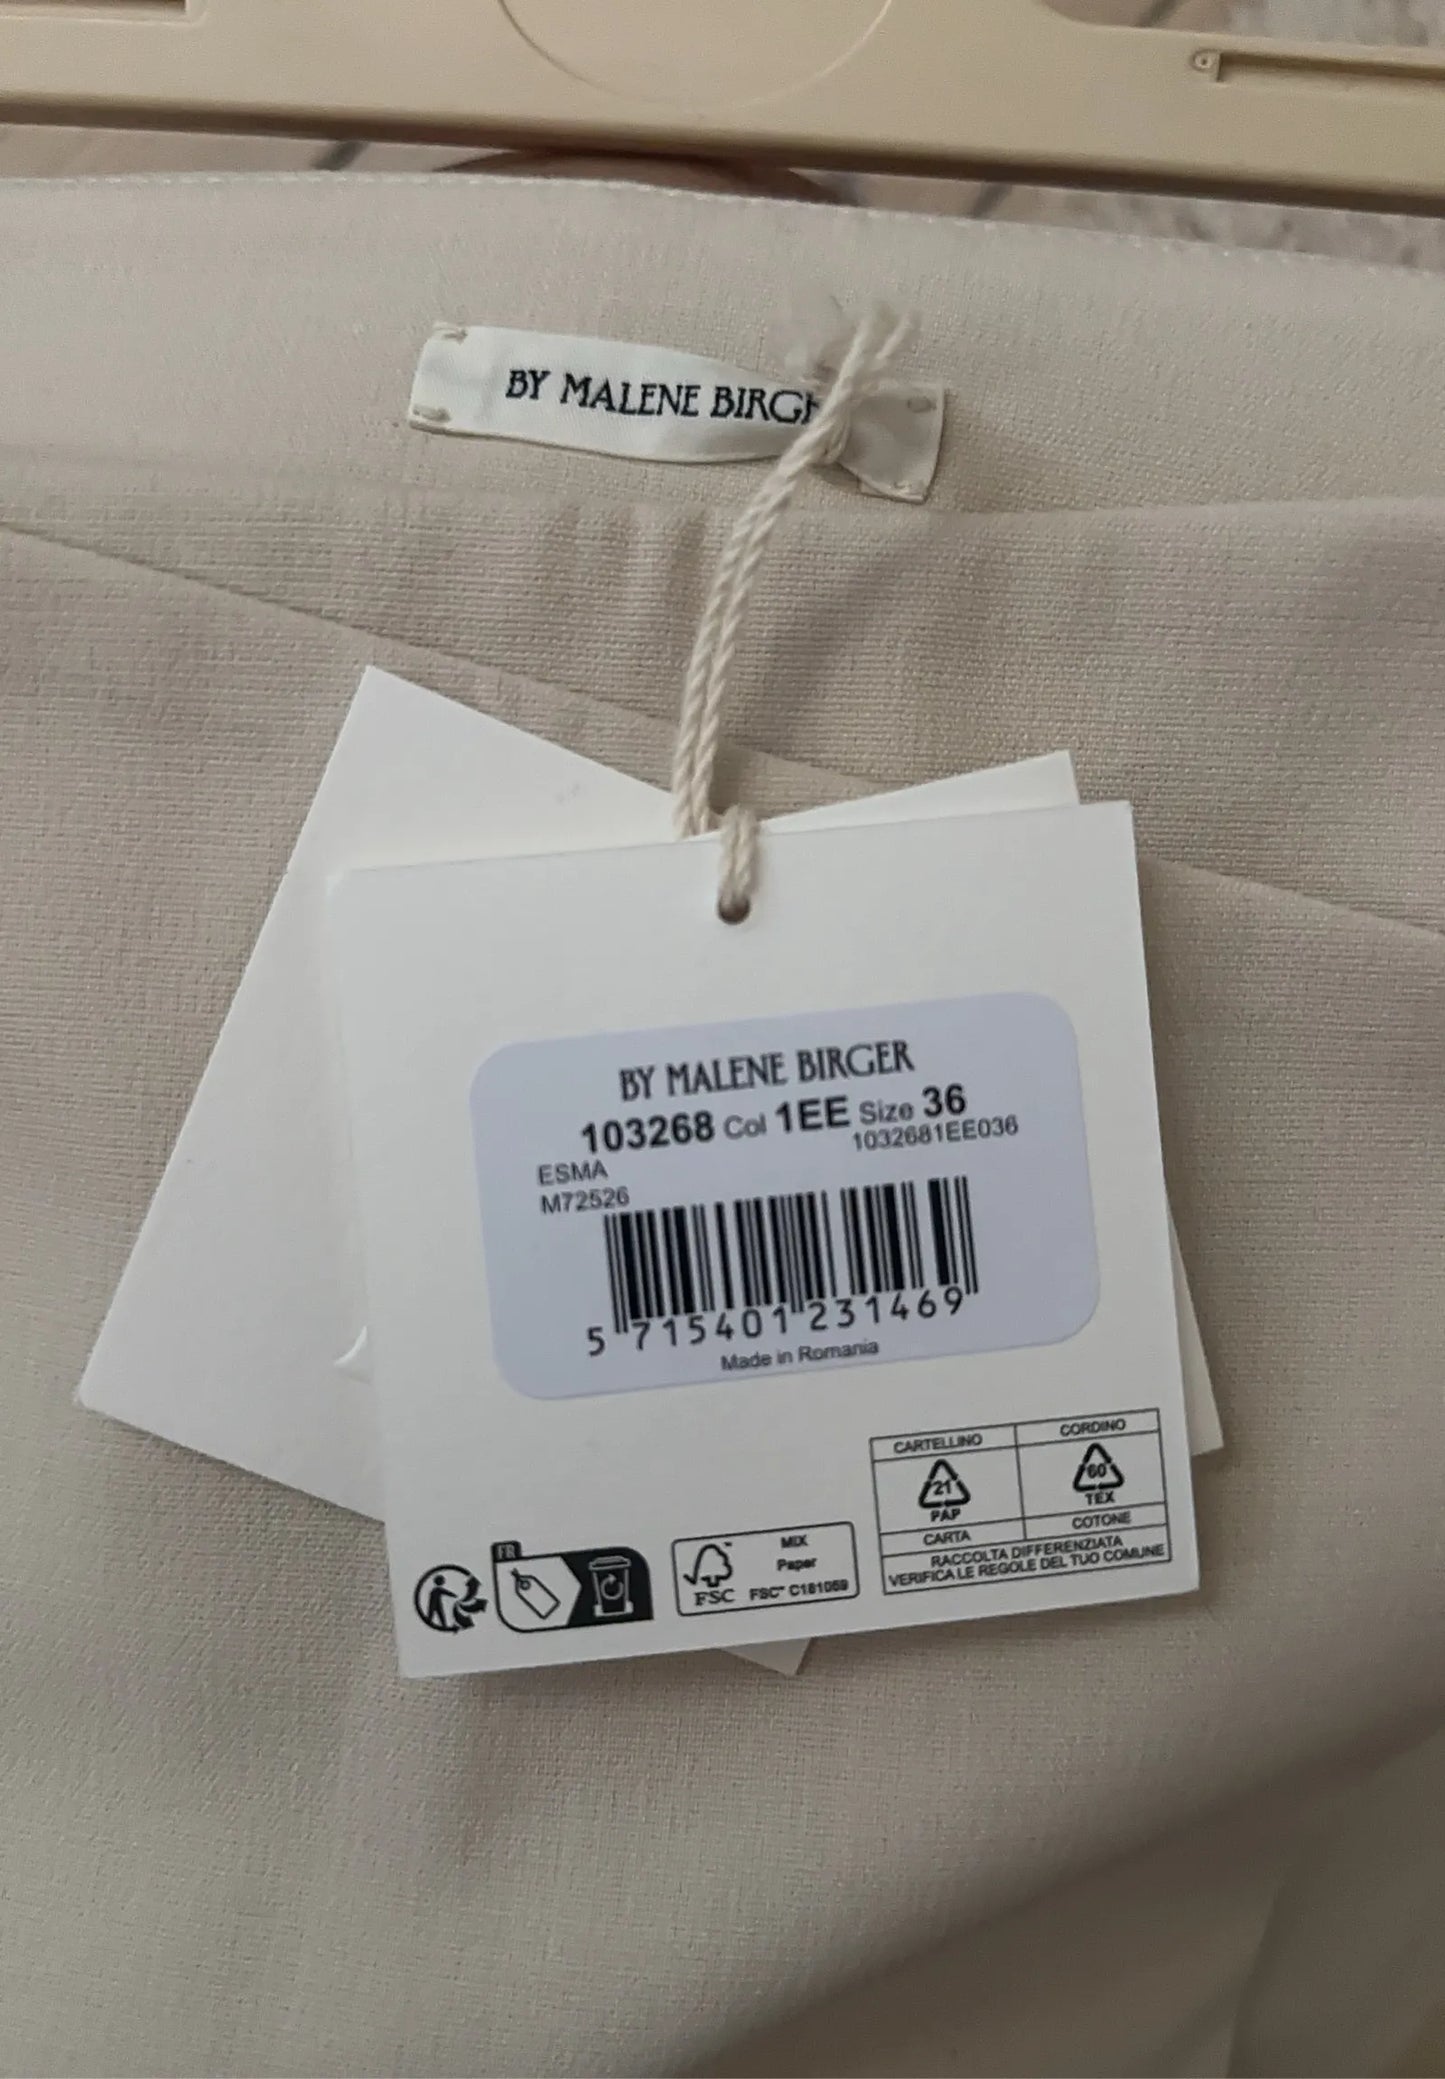 BY MALENE BIRGE
BY MALENE BIRGER
103268 Col 1EE Size 36
1032681EE036
ESMA
M72526
5 715401 231469
Made in Romania
CARTELLINO CORDINO
21 60
PAP TEX
CARTA COTONE
RACCOLTA DIFFERENZIATA
VERIFICA LE REGOLE DEL TUO COMUNE
FR
FSC™
MIX
Paper
FSC™ C181069